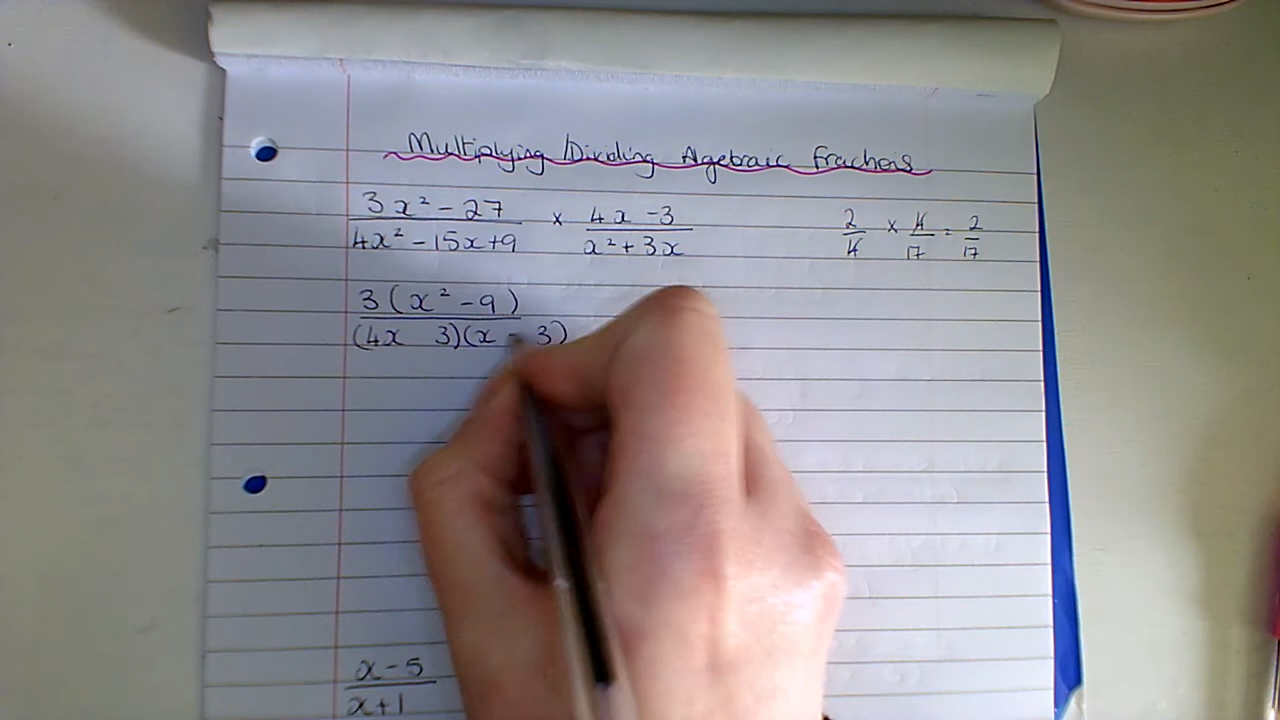 Multiplying/Dividing Algebraic Fractions
3x² - 27 / 4x² - 15x + 9 × 4x - 3 / x² + 3x
2/4 × 4/17 = 2/17
3(x² - 9) / (4x 3)(x - 3)
x - 5 / x + 1